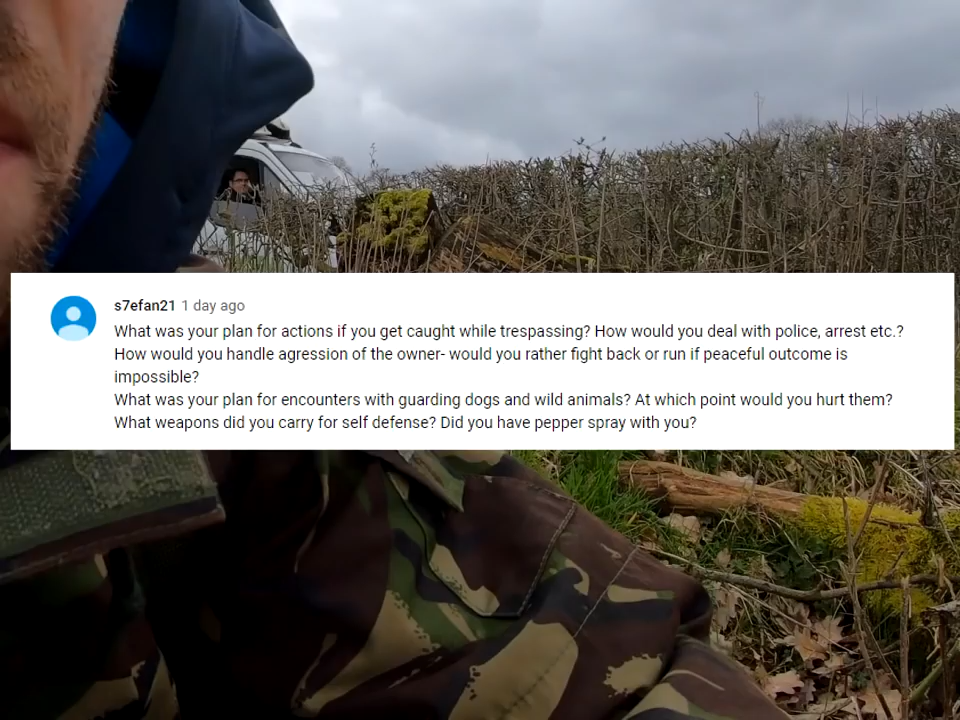 s7efan21 1 day ago
What was your plan for actions if you get caught while trespassing? How would you deal with police, arrest etc.?
How would you handle agression of the owner- would you rather fight back or run if peaceful outcome is
impossible?
What was your plan for encounters with guarding dogs and wild animals? At which point would you hurt them?
What weapons did you carry for self defense? Did you have pepper spray with you?